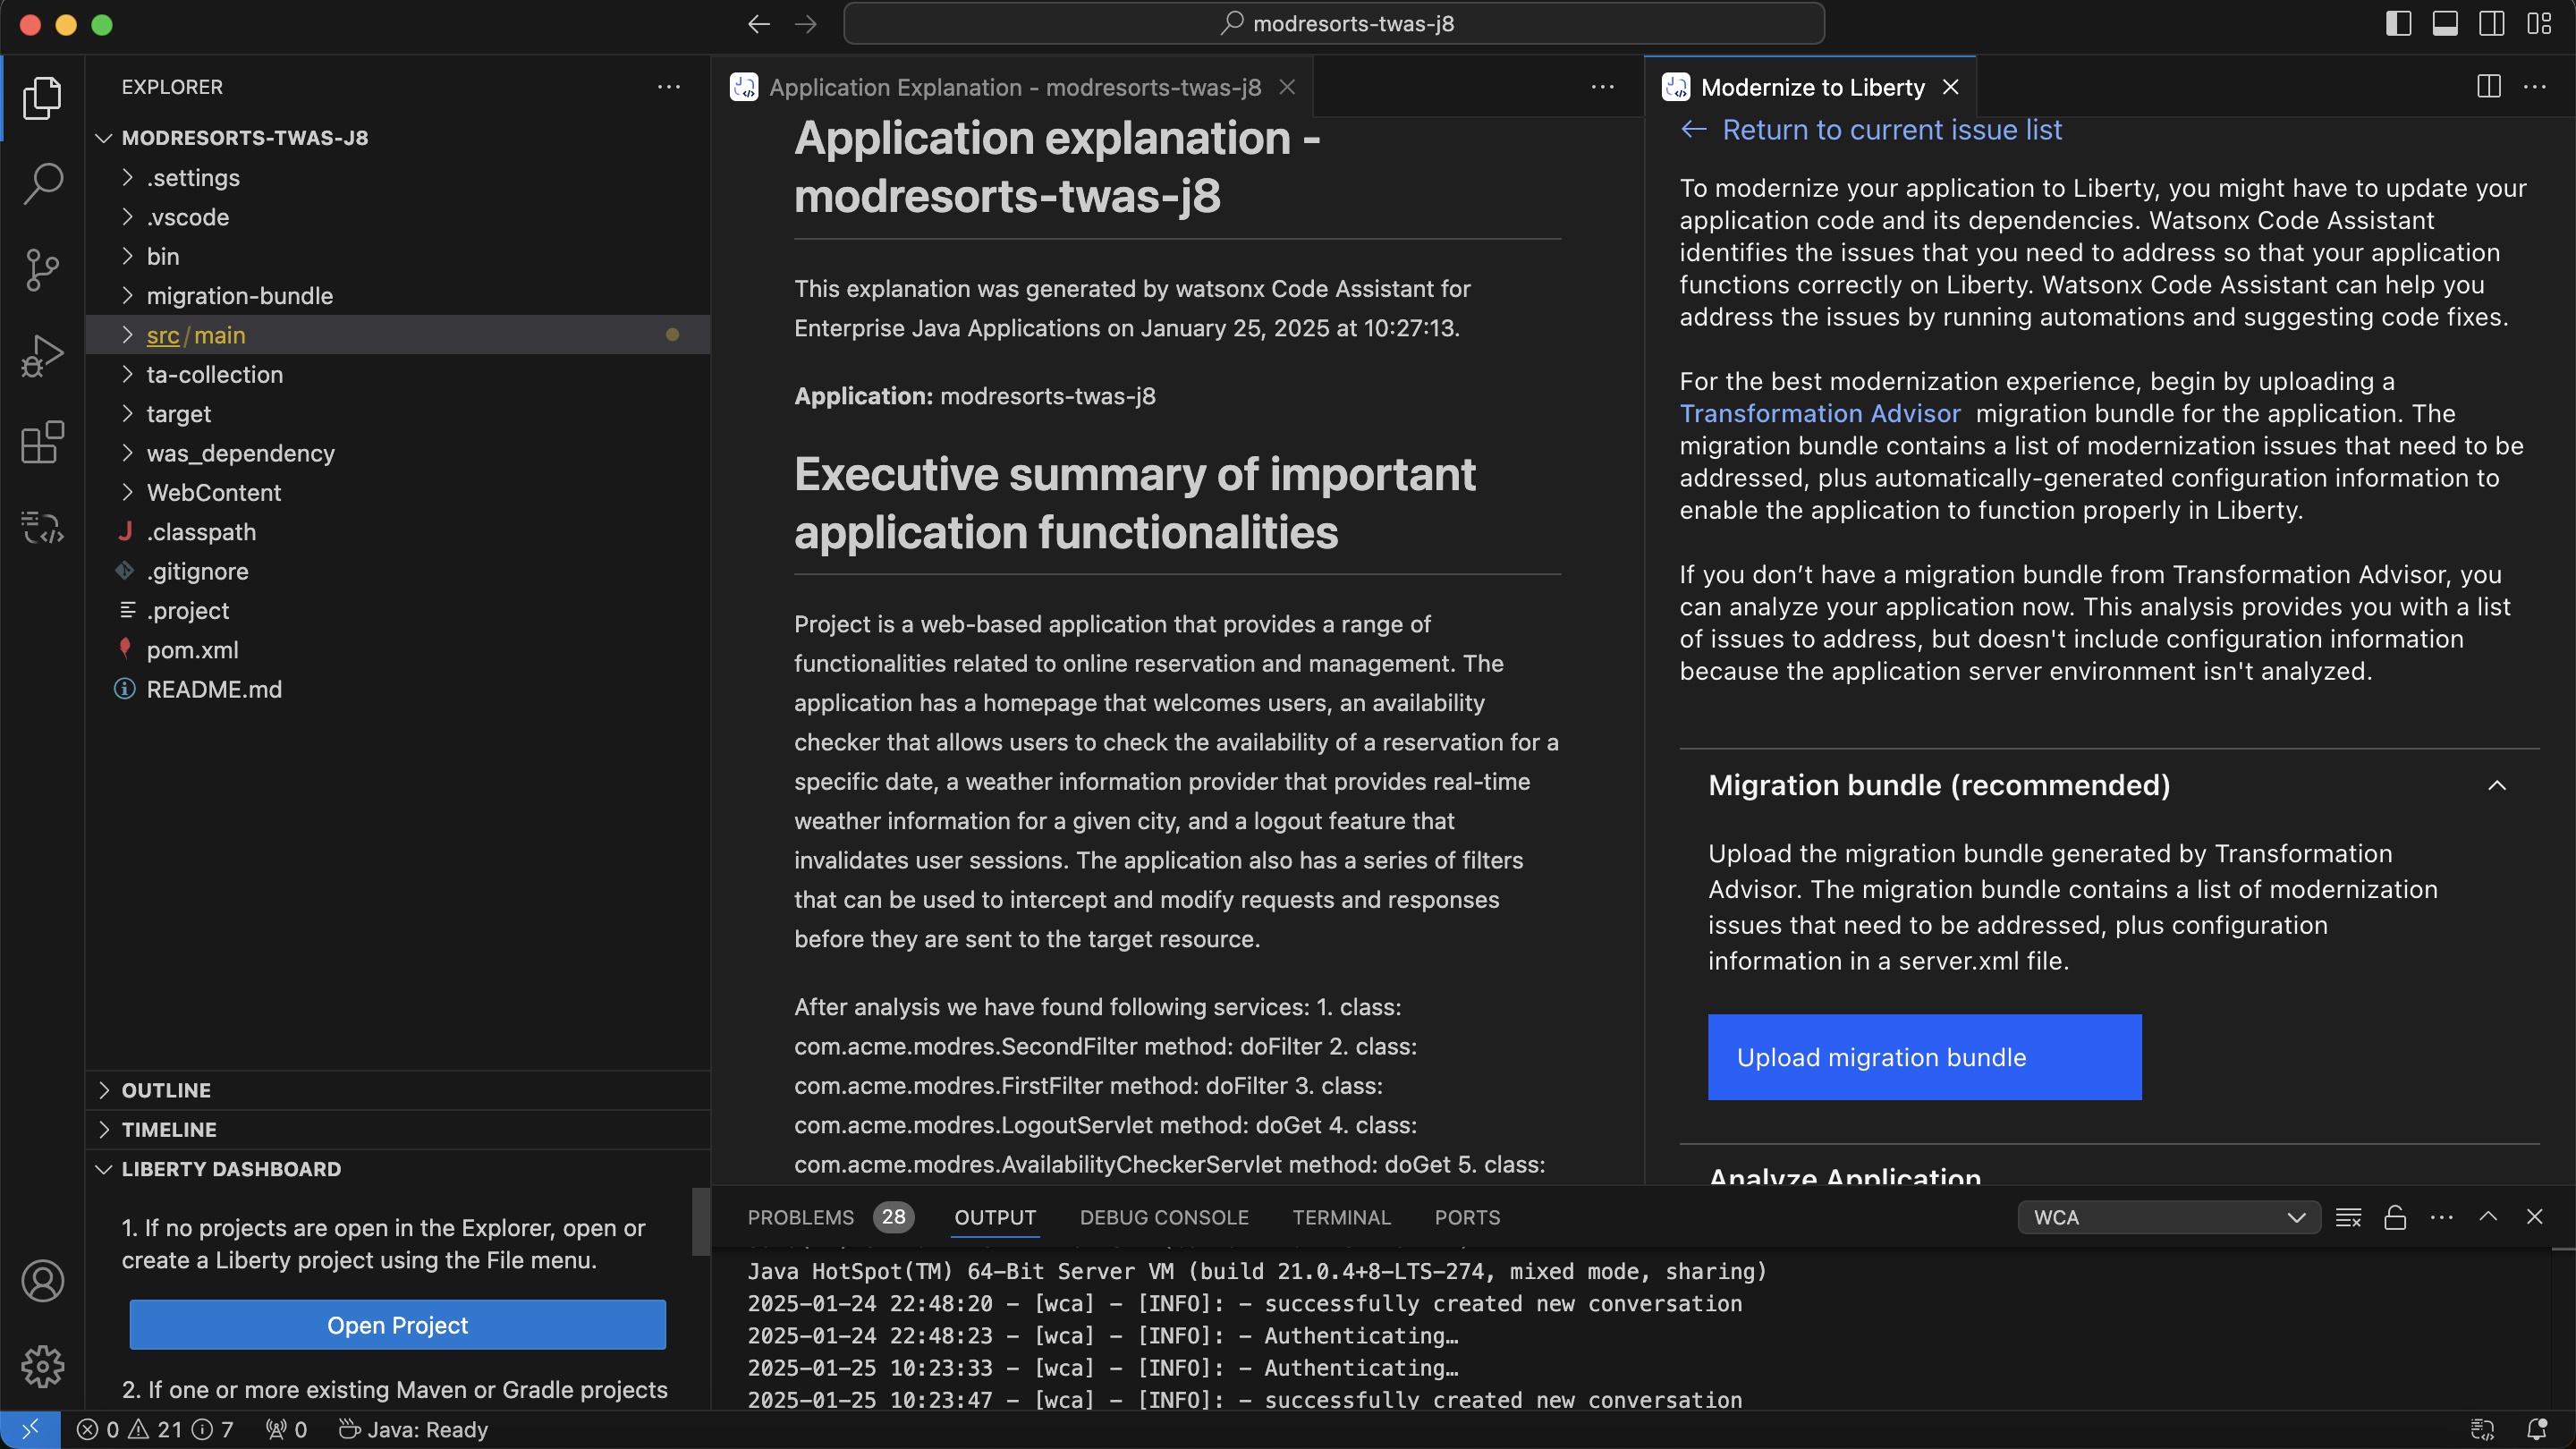 modresorts-twas-j8
EXPLORER
MODRESORTS-TWAS-J8
.settings
.vscode
bin
migration-bundle
src / main
ta-collection
target
was_dependency
WebContent
.classpath
.gitignore
.project
pom.xml
README.md
OUTLINE
TIMELINE
LIBERTY DASHBOARD
1. If no projects are open in the Explorer, open or
create a Liberty project using the File menu.
Open Project
2. If one or more existing Maven or Gradle projects
Application Explanation - modresorts-twas-j8
Application explanation -
modresorts-twas-j8
This explanation was generated by watsonx Code Assistant for
Enterprise Java Applications on January 25, 2025 at 10:27:13.
Application: modresorts-twas-j8
Executive summary of important
application functionalities
Project is a web-based application that provides a range of
functionalities related to online reservation and management. The
application has a homepage that welcomes users, an availability
checker that allows users to check the availability of a reservation for a
specific date, a weather information provider that provides real-time
weather information for a given city, and a logout feature that
invalidates user sessions. The application also has a series of filters
that can be used to intercept and modify requests and responses
before they are sent to the target resource.
After analysis we have found following services: 1. class:
com.acme.modres.SecondFilter method: doFilter 2. class:
com.acme.modres.FirstFilter method: doFilter 3. class:
com.acme.modres.LogoutServlet method: doGet 4. class:
com.acme.modres.AvailabilityCheckerServlet method: doGet 5. class:
Modernize to Liberty
Return to current issue list
To modernize your application to Liberty, you might have to update your
application code and its dependencies. Watsonx Code Assistant
identifies the issues that you need to address so that your application
functions correctly on Liberty. Watsonx Code Assistant can help you
address the issues by running automations and suggesting code fixes.
For the best modernization experience, begin by uploading a
Transformation Advisor migration bundle for the application. The
migration bundle contains a list of modernization issues that need to be
addressed, plus automatically-generated configuration information to
enable the application to function properly in Liberty.
If you don’t have a migration bundle from Transformation Advisor, you
can analyze your application now. This analysis provides you with a list
of issues to address, but doesn't include configuration information
because the application server environment isn't analyzed.
Migration bundle (recommended)
Upload the migration bundle generated by Transformation
Advisor. The migration bundle contains a list of modernization
issues that need to be addressed, plus configuration
information in a server.xml file.
Upload migration bundle
Analyze Application
PROBLEMS 28 OUTPUT DEBUG CONSOLE TERMINAL PORTS WCA
Java HotSpot(TM) 64-Bit Server VM (build 21.0.4+8-LTS-274, mixed mode, sharing)
2025-01-24 22:48:20 - [wca] - [INFO]: - successfully created new conversation
2025-01-24 22:48:23 - [wca] - [INFO]: - Authenticating…
2025-01-25 10:23:33 - [wca] - [INFO]: - Authenticating…
2025-01-25 10:23:47 - [wca] - [INFO]: - successfully created new conversation
0 21 7 0 Java: Ready